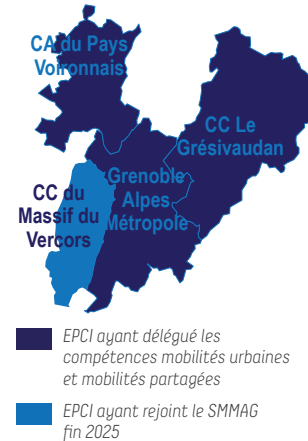 CA du Pays
Voironnais
CC Le
Grésivaudan
Grenoble
Alpes
Métropole
CC du
Massif du
Vercors
EPCI ayant délégué les
compétences mobilités urbaines
et mobilités partagées
EPCI ayant rejoint le SMMAG
fin 2025